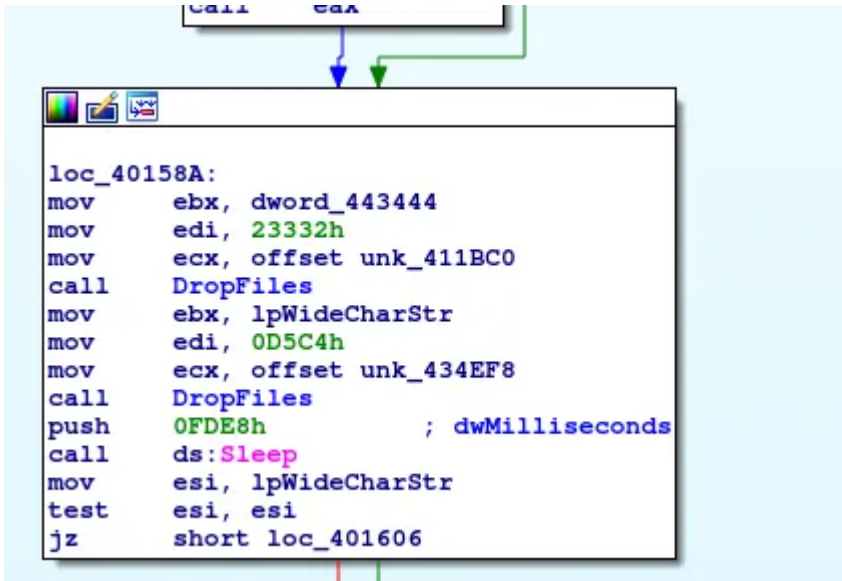 call eax
loc_40158A:
mov ebx, dword_443444
mov edi, 23332h
mov ecx, offset unk_411BC0
call DropFiles
mov ebx, lpWideCharStr
mov edi, 0D5C4h
mov ecx, offset unk_434EF8
call DropFiles
push 0FDE8h ; dwMilliseconds
call ds:Sleep
mov esi, lpWideCharStr
test esi, esi
jz short loc_401606